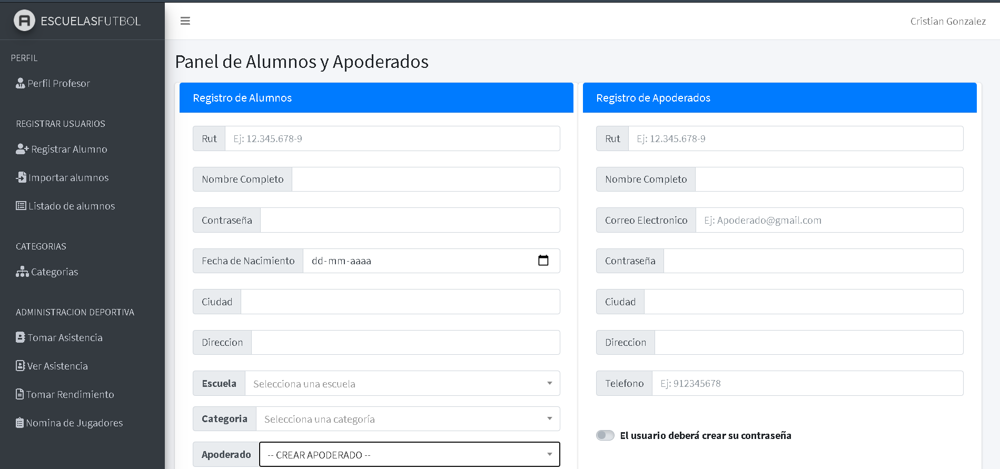 ESCUELASFUTBOL
Cristian Gonzalez
PERFIL
Perfil Profesor
REGISTRAR USUARIOS
Registrar Alumno
Importar alumnos
Listado de alumnos
CATEGORIAS
Categorias
ADMINISTRACION DEPORTIVA
Tomar Asistencia
Ver Asistencia
Tomar Rendimiento
Nomina de Jugadores
Panel de Alumnos y Apoderados
Registro de Alumnos
Rut Ej: 12.345.678-9
Nombre Completo
Contraseña
Fecha de Nacimiento dd-mm-aaaa
Ciudad
Direccion
Escuela Selecciona una escuela
Categoria Selecciona una categoría
Apoderado -- CREAR APODERADO --
Registro de Apoderados
Rut Ej: 12.345.678-9
Nombre Completo
Correo Electronico Ej: Apoderado@gmail.com
Contraseña
Ciudad
Direccion
Telefono Ej: 912345678
El usuario deberá crear su contraseña